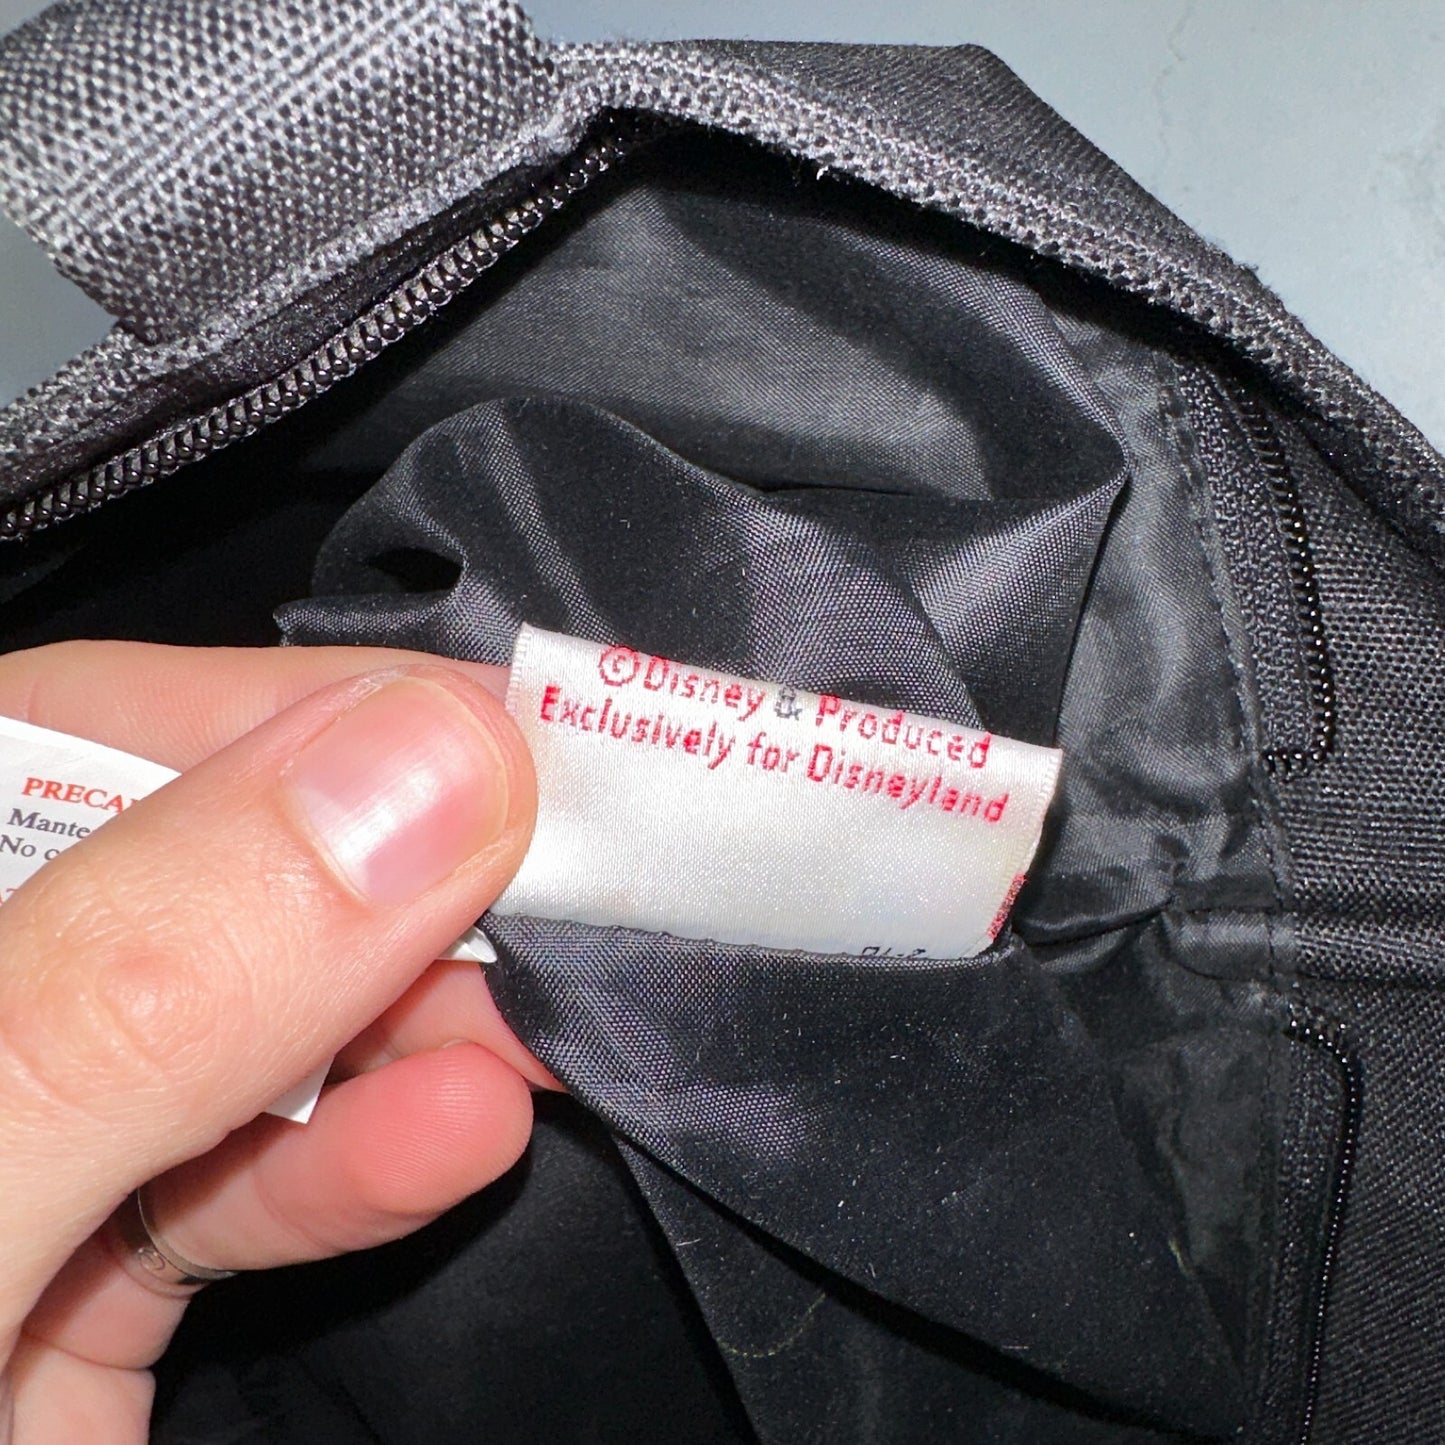 ©Disney & Produced
Exclusively for Disneyland
PRECA
Mante
No